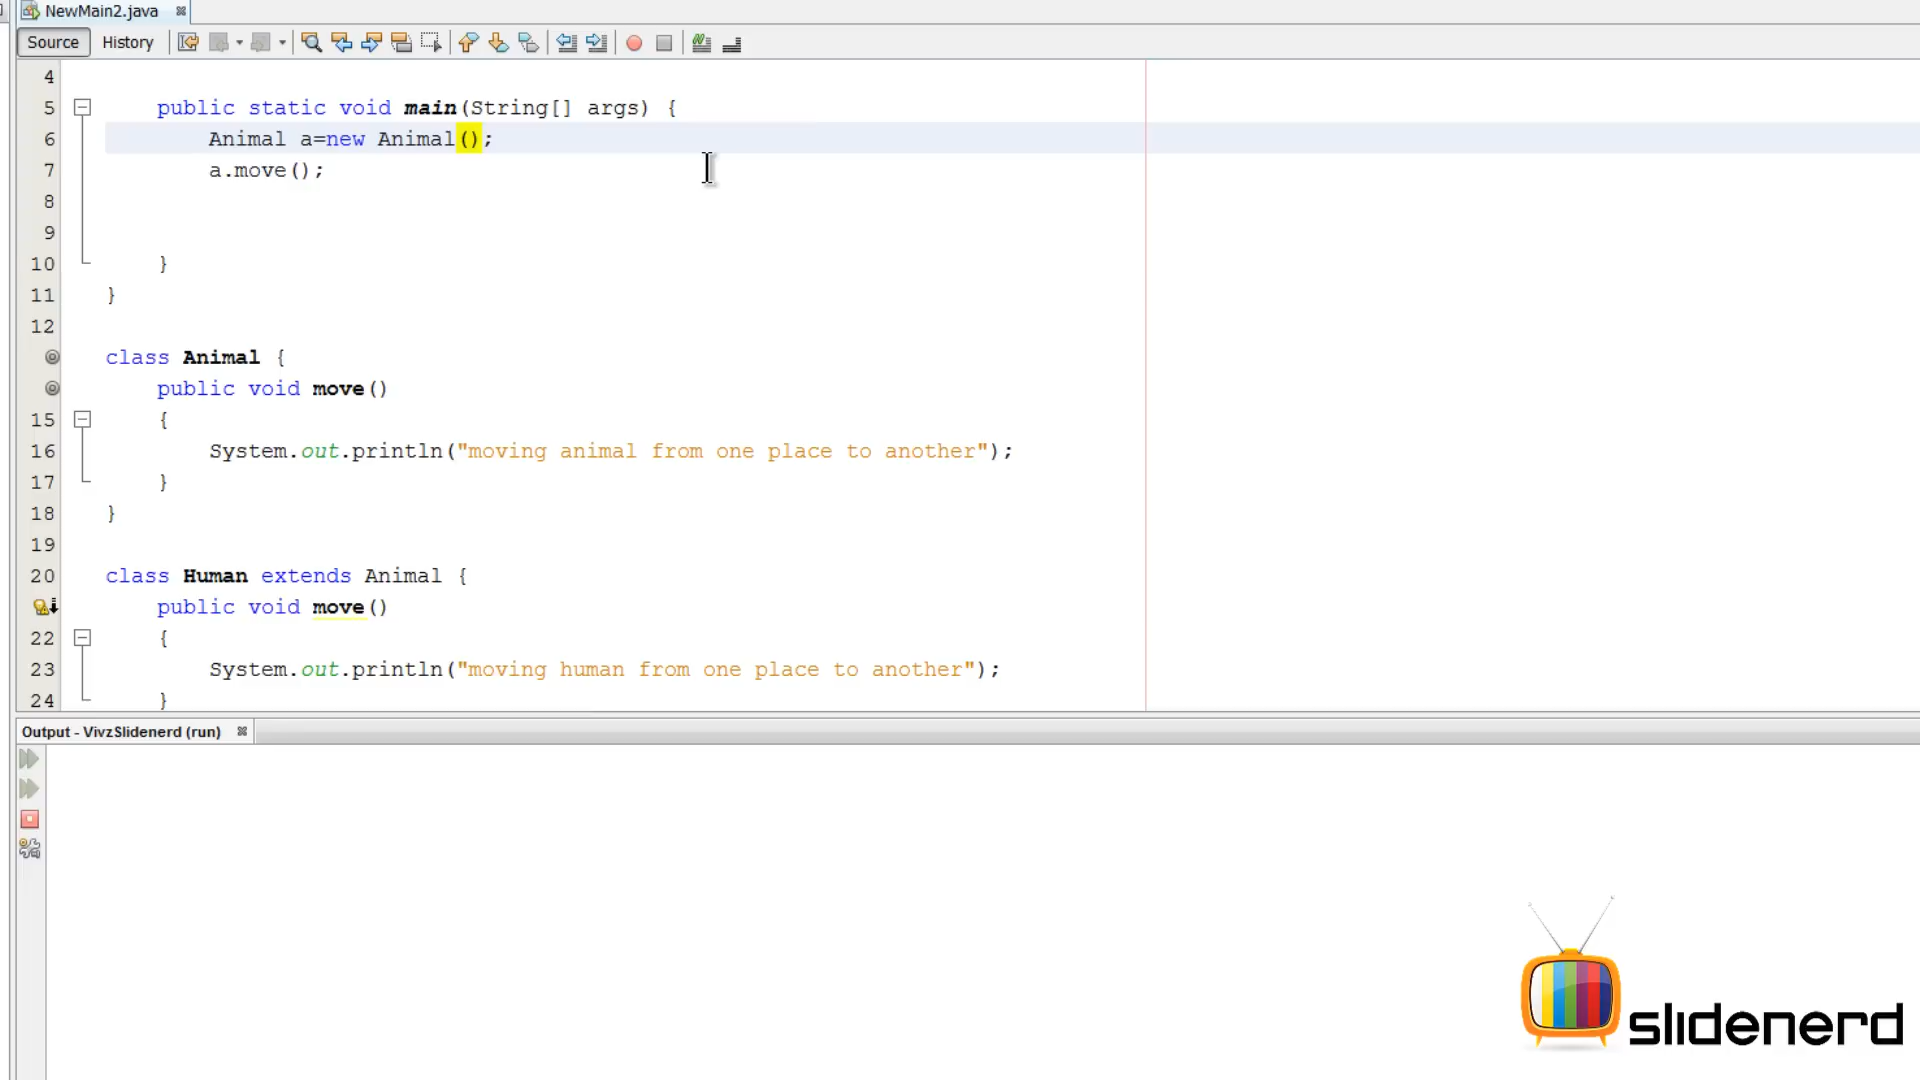 NewMain2.java
Source History
4
5 public static void main(String[] args) {
6 Animal a=new Animal();
7 a.move();
8
9
10 }
11 }
12
class Animal {
public void move()
15 {
16 System.out.println("moving animal from one place to another");
17 }
18 }
19
20 class Human extends Animal {
public void move()
22 {
23 System.out.println("moving human from one place to another");
24 }
Output - VivzSlidenerd (run)
slidenerd